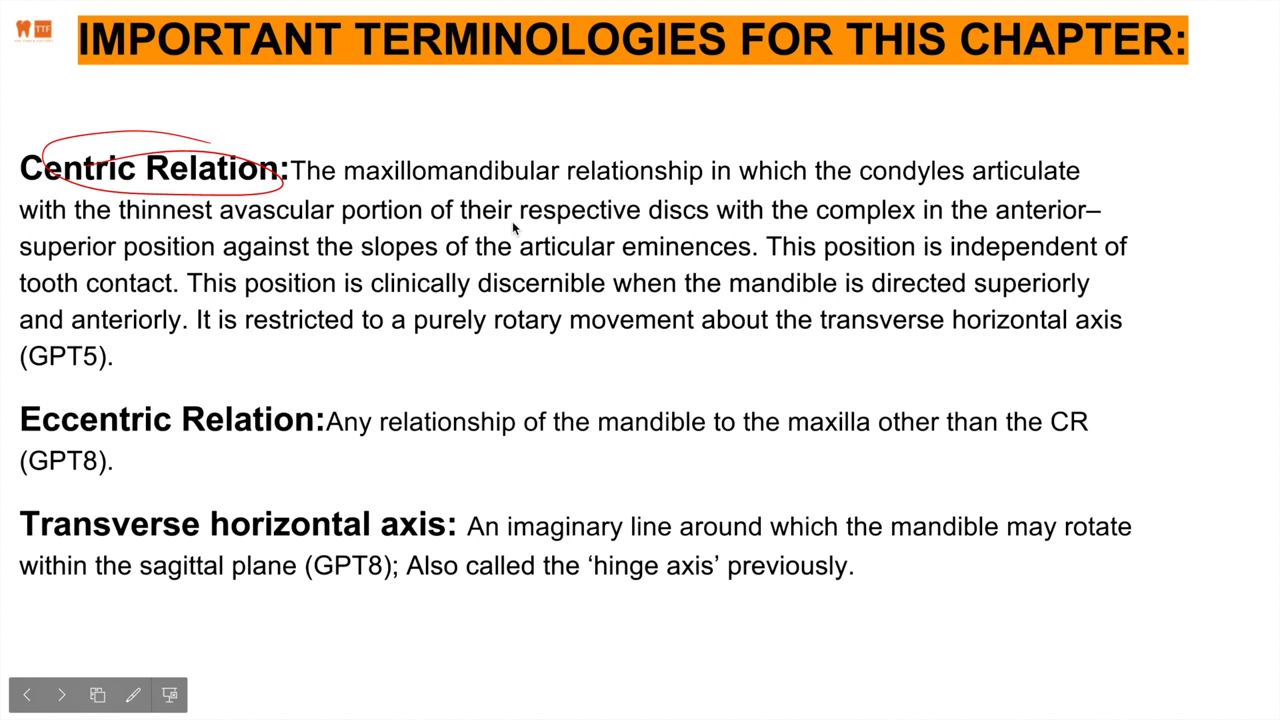 TTF
IMPORTANT TERMINOLOGIES FOR THIS CHAPTER:
Centric Relation:The maxillomandibular relationship in which the condyles articulate
with the thinnest avascular portion of their respective discs with the complex in the anterior–
superior position against the slopes of the articular eminences. This position is independent of
tooth contact. This position is clinically discernible when the mandible is directed superiorly
and anteriorly. It is restricted to a purely rotary movement about the transverse horizontal axis
(GPT5).
Eccentric Relation:Any relationship of the mandible to the maxilla other than the CR
(GPT8).
Transverse horizontal axis: An imaginary line around which the mandible may rotate
within the sagittal plane (GPT8); Also called the ‘hinge axis’ previously.